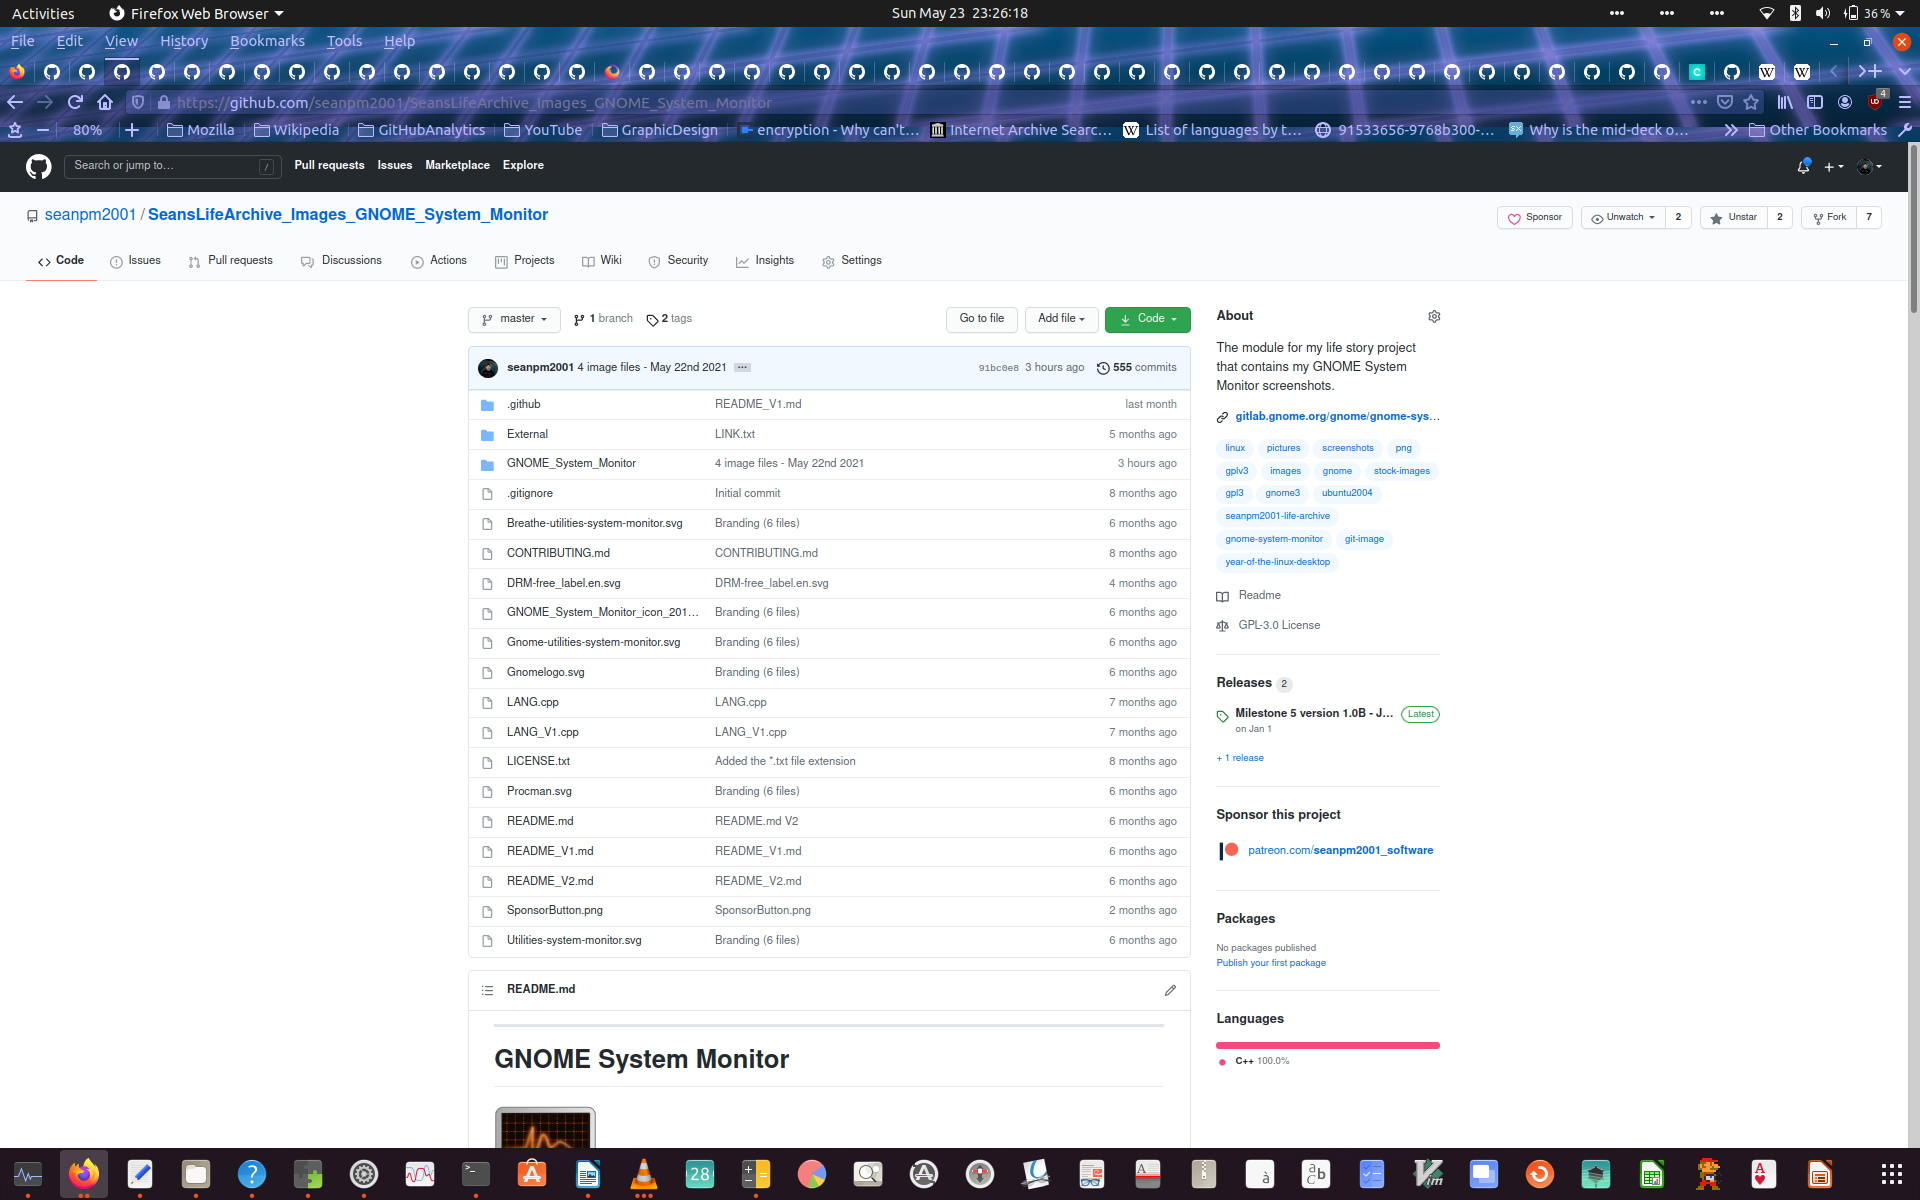 Activities Firefox Web Browser Sun May 23 23:26:18 36 %
File Edit View History Bookmarks Tools Help
https://github.com/seanpm2001/SeansLifeArchive_Images_GNOME_System_Monitor 4
80% Mozilla Wikipedia GitHubAnalytics YouTube GraphicDesign encryption - Why can't… Internet Archive Searc… List of languages by t… 91533656-9768b300-… Why is the mid-deck o… Other Bookmarks
Search or jump to… / Pull requests Issues Marketplace Explore
seanpm2001 / SeansLifeArchive_Images_GNOME_System_Monitor Sponsor Unwatch 2 Unstar 2 Fork 7
Code Issues Pull requests Discussions Actions Projects Wiki Security Insights Settings
master 1 branch 2 tags Go to file Add file Code
seanpm2001 4 image files - May 22nd 2021 ... 91bc0e8 3 hours ago 555 commits
.github README_V1.md last month
External LINK.txt 5 months ago
GNOME_System_Monitor 4 image files - May 22nd 2021 3 hours ago
.gitignore Initial commit 8 months ago
Breathe-utilities-system-monitor.svg Branding (6 files) 6 months ago
CONTRIBUTING.md CONTRIBUTING.md 8 months ago
DRM-free_label.en.svg DRM-free_label.en.svg 4 months ago
GNOME_System_Monitor_icon_201… Branding (6 files) 6 months ago
Gnome-utilities-system-monitor.svg Branding (6 files) 6 months ago
Gnomelogo.svg Branding (6 files) 6 months ago
LANG.cpp LANG.cpp 7 months ago
LANG_V1.cpp LANG_V1.cpp 7 months ago
LICENSE.txt Added the *.txt file extension 8 months ago
Procman.svg Branding (6 files) 6 months ago
README.md README.md V2 6 months ago
README_V1.md README_V1.md 6 months ago
README_V2.md README_V2.md 6 months ago
SponsorButton.png SponsorButton.png 2 months ago
Utilities-system-monitor.svg Branding (6 files) 6 months ago
README.md
GNOME System Monitor
About
The module for my life story project
that contains my GNOME System
Monitor screenshots.
gitlab.gnome.org/gnome/gnome-sys…
linux pictures screenshots png
gplv3 images gnome stock-images
gpl3 gnome3 ubuntu2004
seanpm2001-life-archive
gnome-system-monitor git-image
year-of-the-linux-desktop
Readme
GPL-3.0 License
Releases 2
Milestone 5 version 1.0B - J… Latest
on Jan 1
+ 1 release
Sponsor this project
patreon.com/seanpm2001_software
Packages
No packages published
Publish your first package
Languages
C++ 100.0%
28